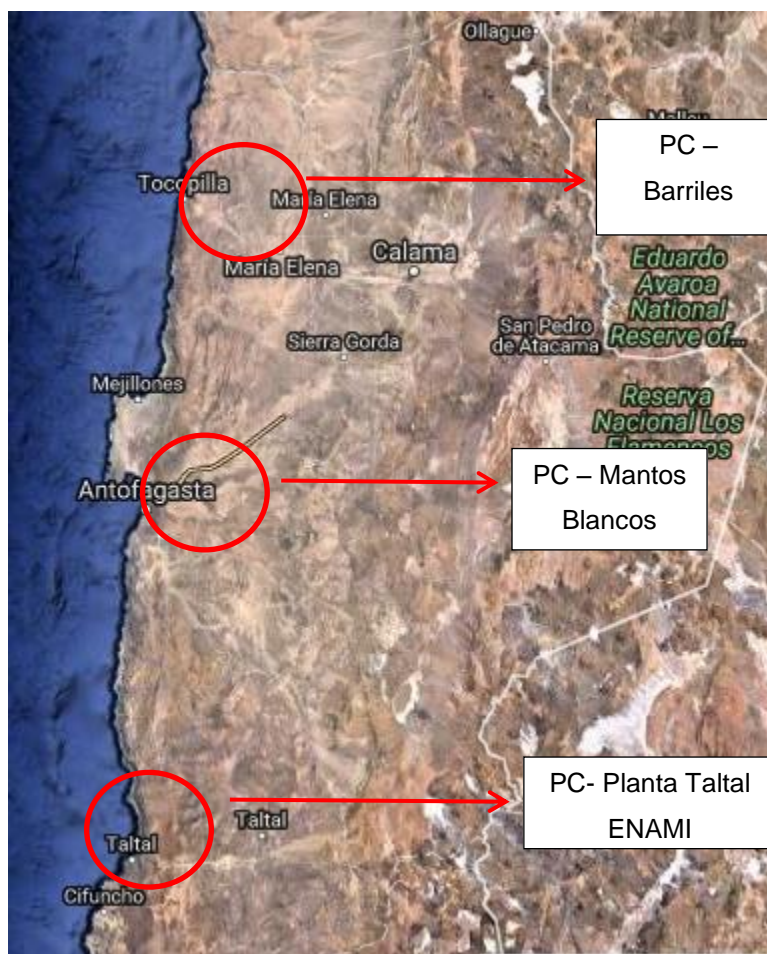 Ollague
PC –
Barriles
Tocopilla
María Elena
Calama
María Elena
Eduardo
Avaroa
National
Reserve of...
San Pedro
de Atacama
Sierra Gorda
Mejillones
Reserva
Nacional Los
Flamencos
Antofagasta
PC – Mantos
Blancos
PC- Planta Taltal
ENAMI
Taltal
Taltal
Cifuncho